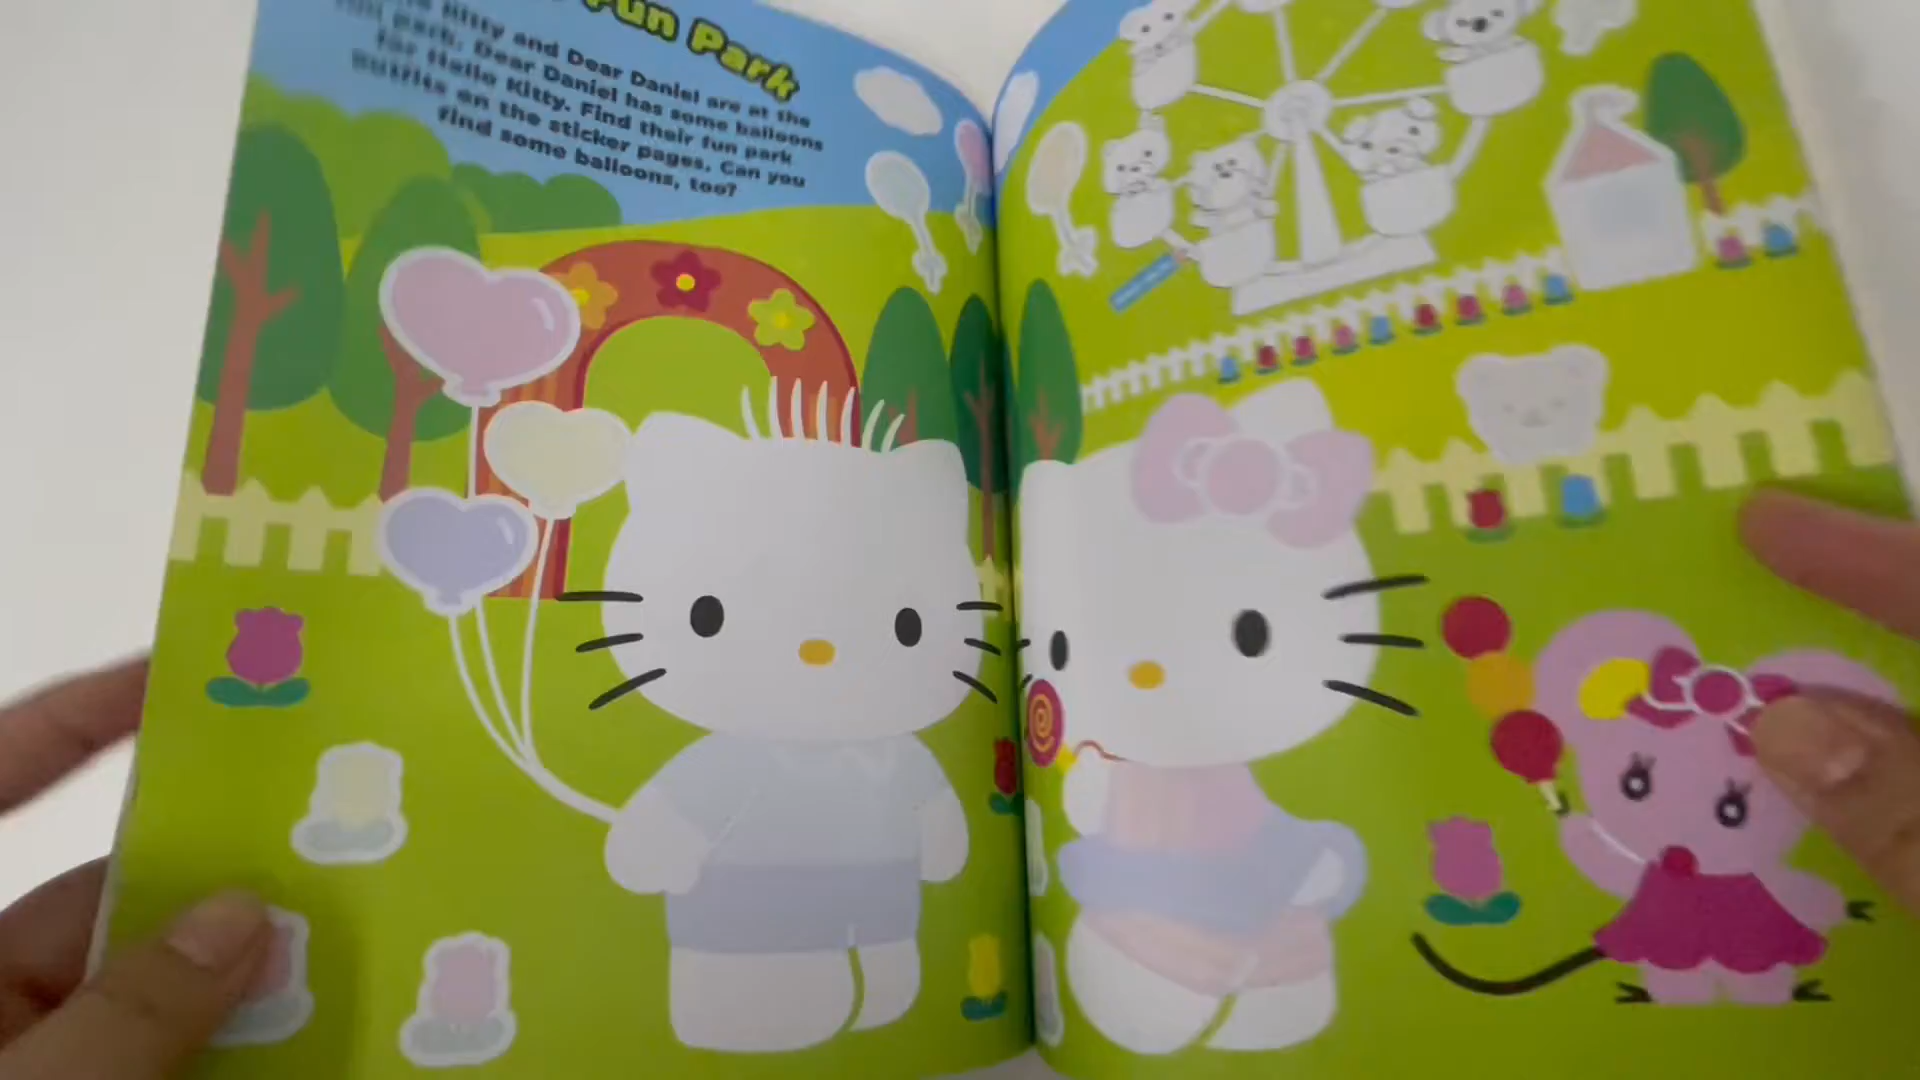 Fun Park
Kitty and Dear Daniel are at the
fun park. Dear Daniel has some balloons
for Hello Kitty. Find their fun park
outfits on the sticker pages. Can you
find some balloons, too?